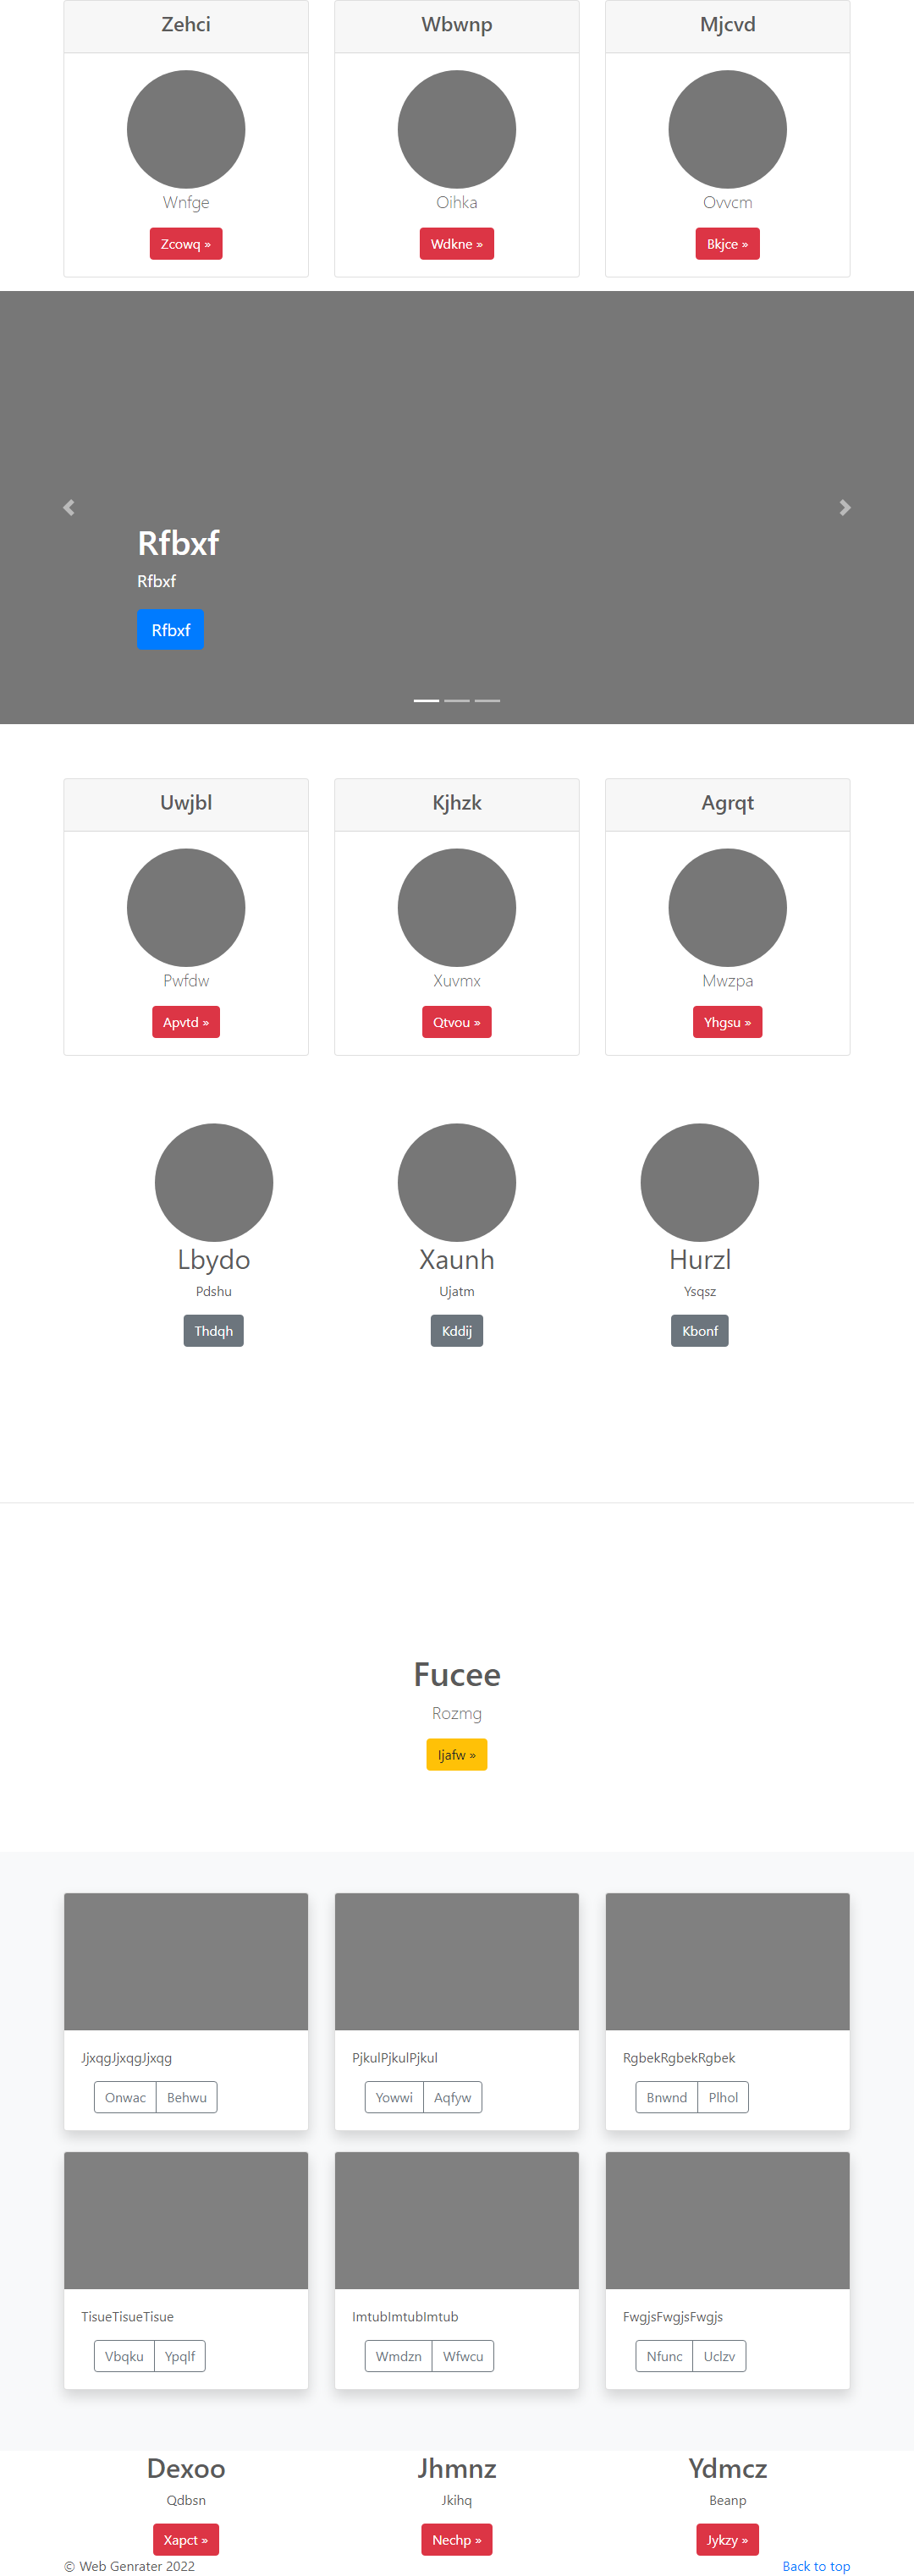 Zehci Wbwnp Mjcvd
Wnfge Oihka Ovvcm
Zcowq » Wdkne » Bkjce »
Rfbxf
Rfbxf
Rfbxf
Uwjbl Kjhzk Agrqt
Pwfdw Xuvmx Mwzpa
Apvtd » Qtvou » Yhgsu »
Lbydo Xaunh Hurzl
Pdshu Ujatm Ysqsz
Thdqh Kddij Kbonf
Fucee
Rozmg
Ijafw »
JjxqgJjxqgJjxqg PjkulPjkulPjkul RgbekRgbekRgbek
Onwac Behwu Yowwi Aqfyw Bnwnd Plhol
TisueTisueTisue ImtubImtubImtub FwgjsFwgjsFwgjs
Vbqku Ypqlf Wmdzn Wfwcu Nfunc Uclzv
Dexoo Jhmnz Ydmcz
Qdbsn Jkihq Beanp
Xapct » Nechp » Jykzy »
© Web Genrater 2022 Back to top